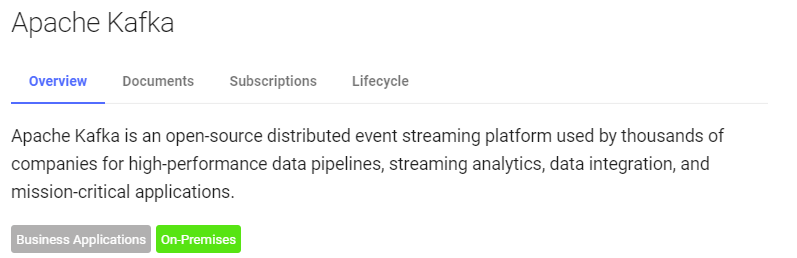 Apache Kafka
Overview Documents Subscriptions Lifecycle
Apache Kafka is an open-source distributed event streaming platform used by thousands of
companies for high-performance data pipelines, streaming analytics, data integration, and
mission-critical applications.
Business Applications On-Premises